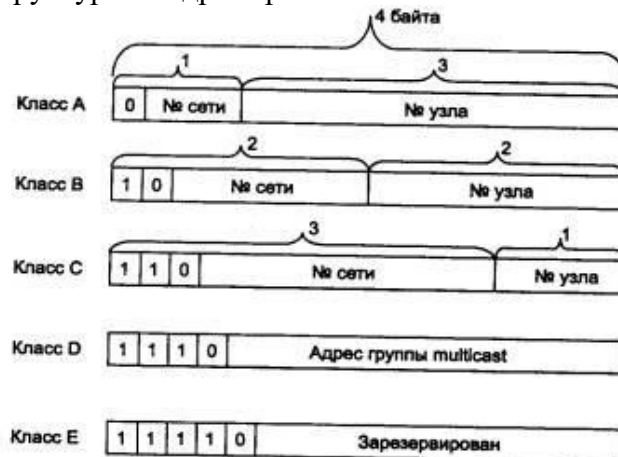 4 байта
1 3
Класс A 0 № сети № узла
2 2
Класс B 1 0 № сети № узла
3 1
Класс C 1 1 0 № сети № узла
Класс D 1 1 1 0 Адрес группы multicast
Класс E 1 1 1 1 0 Зарезервирован